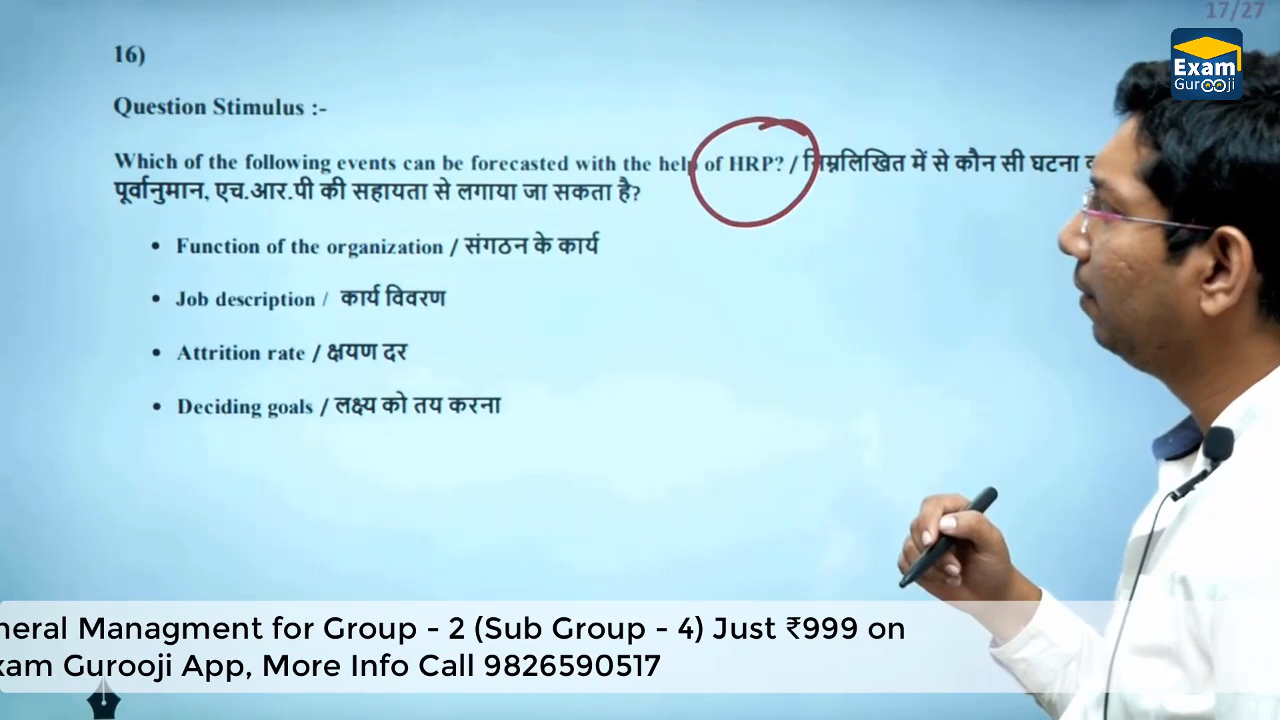 17/27
Exam
Gurooji
16)
Question Stimulus :-
Which of the following events can be forecasted with the help of HRP? / निम्नलिखित में से कौन सी घटना
पूर्वानुमान, एच.आर.पी की सहायता से लगाया जा सकता है?
• Function of the organization / संगठन के कार्य
• Job description / कार्य विवरण
• Attrition rate / क्षयण दर
• Deciding goals / लक्ष्य को तय करना
neral Managment for Group - 2 (Sub Group - 4) Just ₹999 on
xam Gurooji App, More Info Call 9826590517